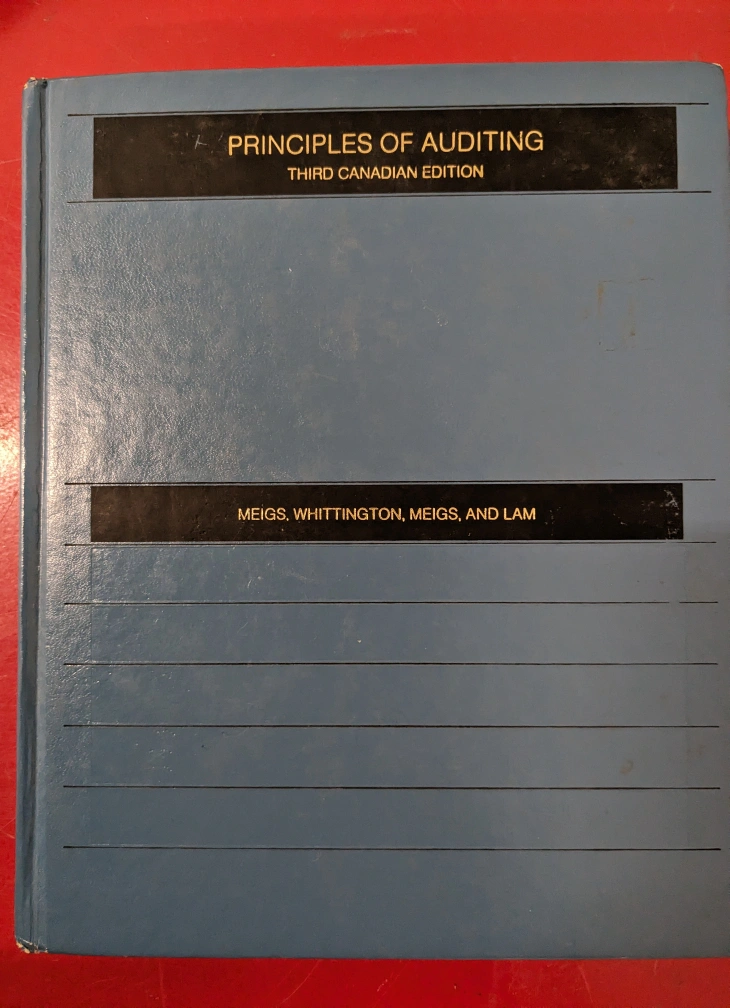 PRINCIPLES OF AUDITING
THIRD CANADIAN EDITION
MEIGS, WHITTINGTON, MEIGS, AND LAM